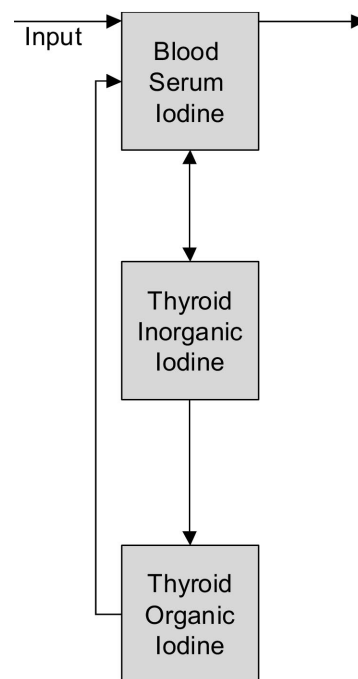 Input
Blood
Serum
Iodine
Thyroid
Inorganic
Iodine
Thyroid
Organic
Iodine